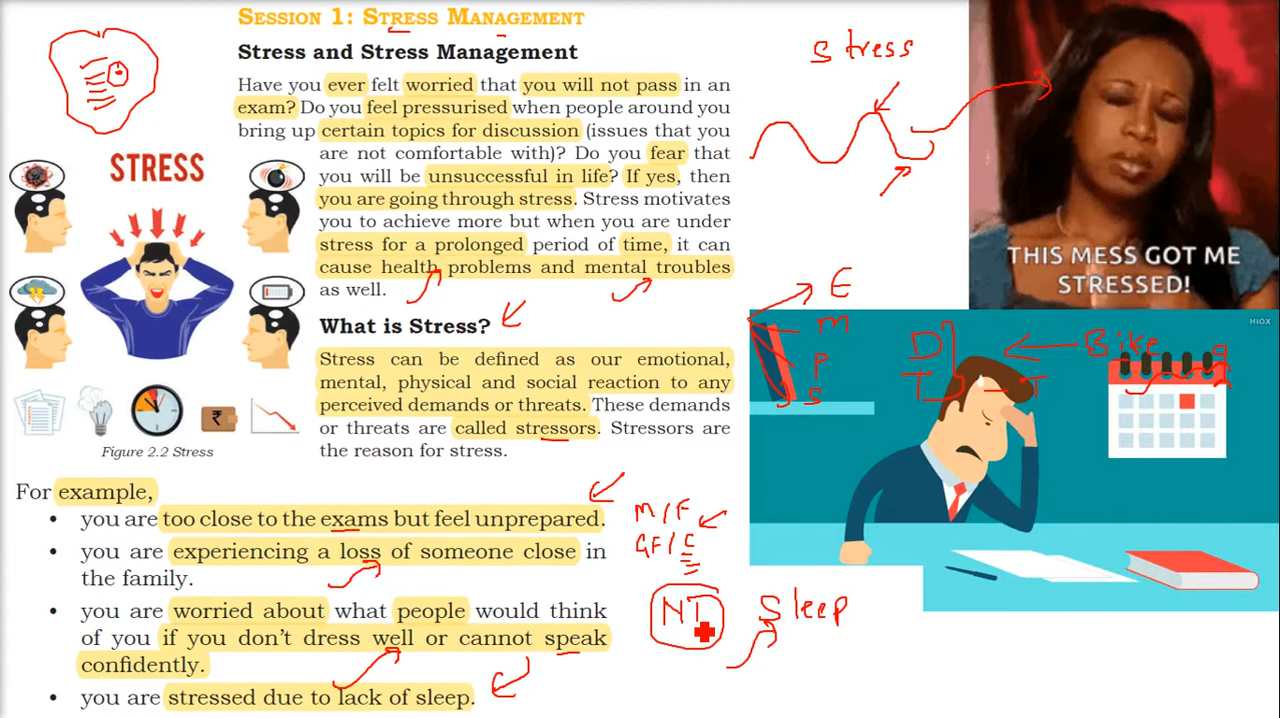 SESSION 1: STRESS MANAGEMENT
Stress and Stress Management
Have you ever felt worried that you will not pass in an
exam? Do you feel pressurised when people around you
bring up certain topics for discussion (issues that you
are not comfortable with)? Do you fear that
you will be unsuccessful in life? If yes, then
you are going through stress. Stress motivates
you to achieve more but when you are under
stress for a prolonged period of time, it can
cause health problems and mental troubles
as well.
STRESS
₹
Figure 2.2 Stress
What is Stress?
Stress can be defined as our emotional,
mental, physical and social reaction to any
perceived demands or threats. These demands
or threats are called stressors. Stressors are
the reason for stress.
For example,
• you are too close to the exams but feel unprepared.
• you are experiencing a loss of someone close in
the family.
• you are worried about what people would think
of you if you don't dress well or cannot speak
confidently.
• you are stressed due to lack of sleep.
Stress
THIS MESS GOT ME
STRESSED!
HIOX
E
M
P
S
D
T
Bike
T
M/F
GF/C
NT
Sleep